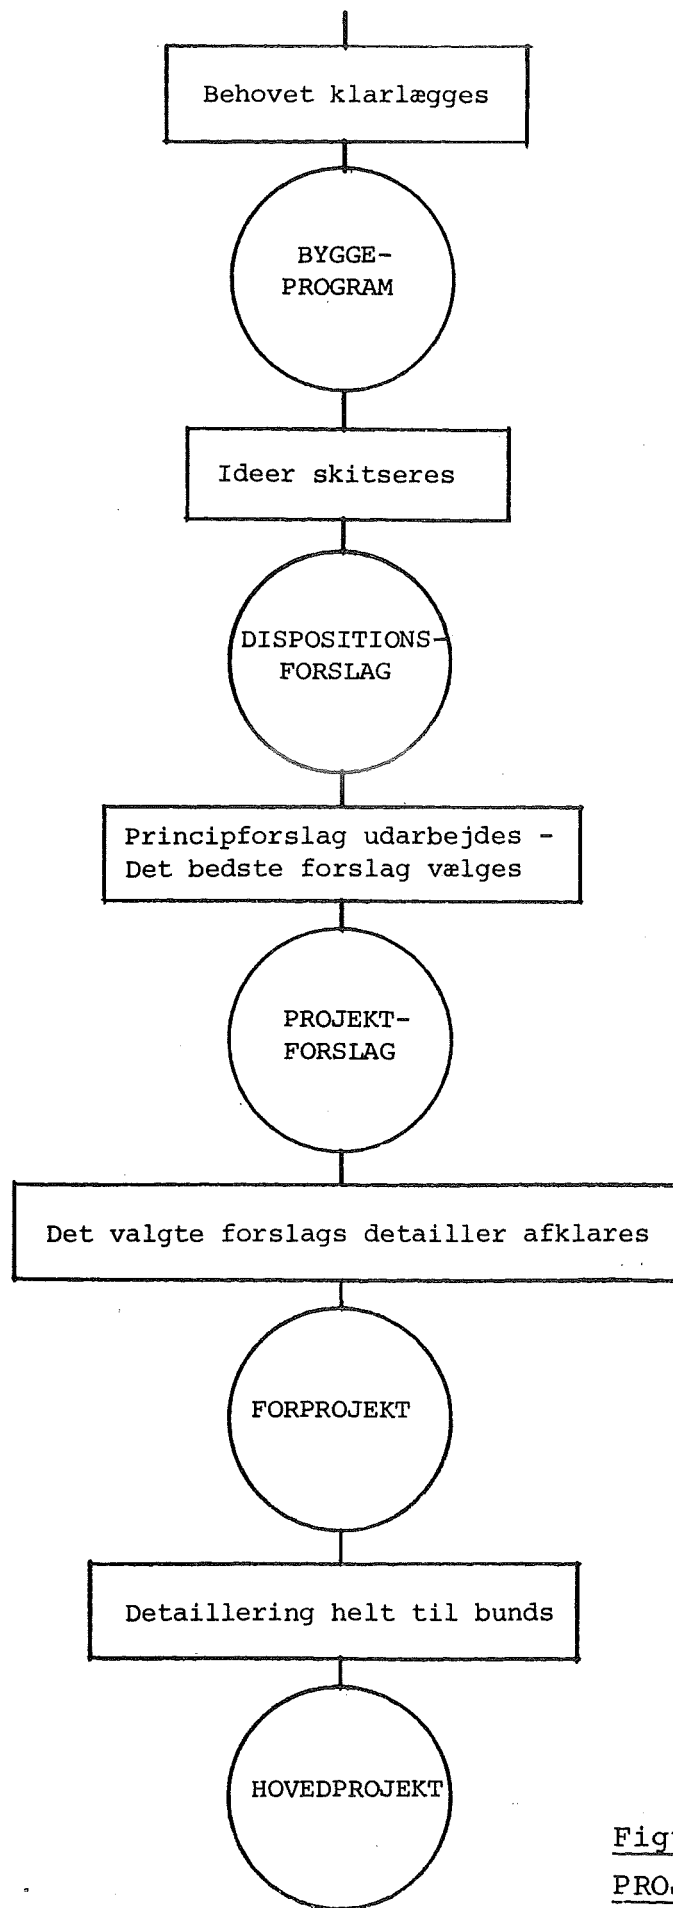 Behovet klarlægges
BYGGE-
PROGRAM
Ideer skitseres
DISPOSITIONS-
FORSLAG
Principforslag udarbejdes -
Det bedste forslag vælges
PROJEKT-
FORSLAG
Det valgte forslags detailler afklares
FORPROJEKT
Detaillering helt til bunds
HOVEDPROJEKT